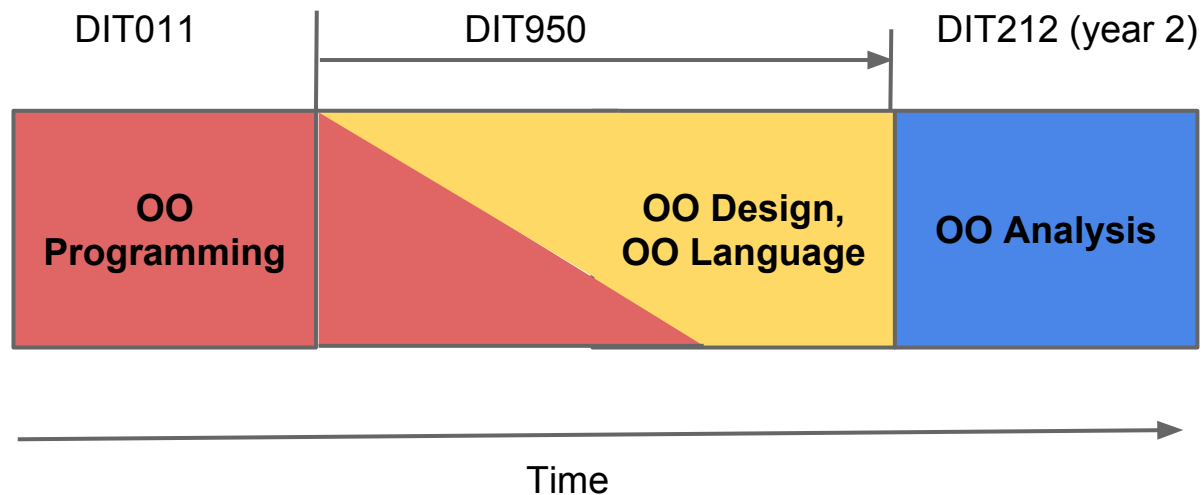 DIT011
DIT950
DIT212 (year 2)
OO
Programming
OO Design,
OO Language
OO Analysis
Time